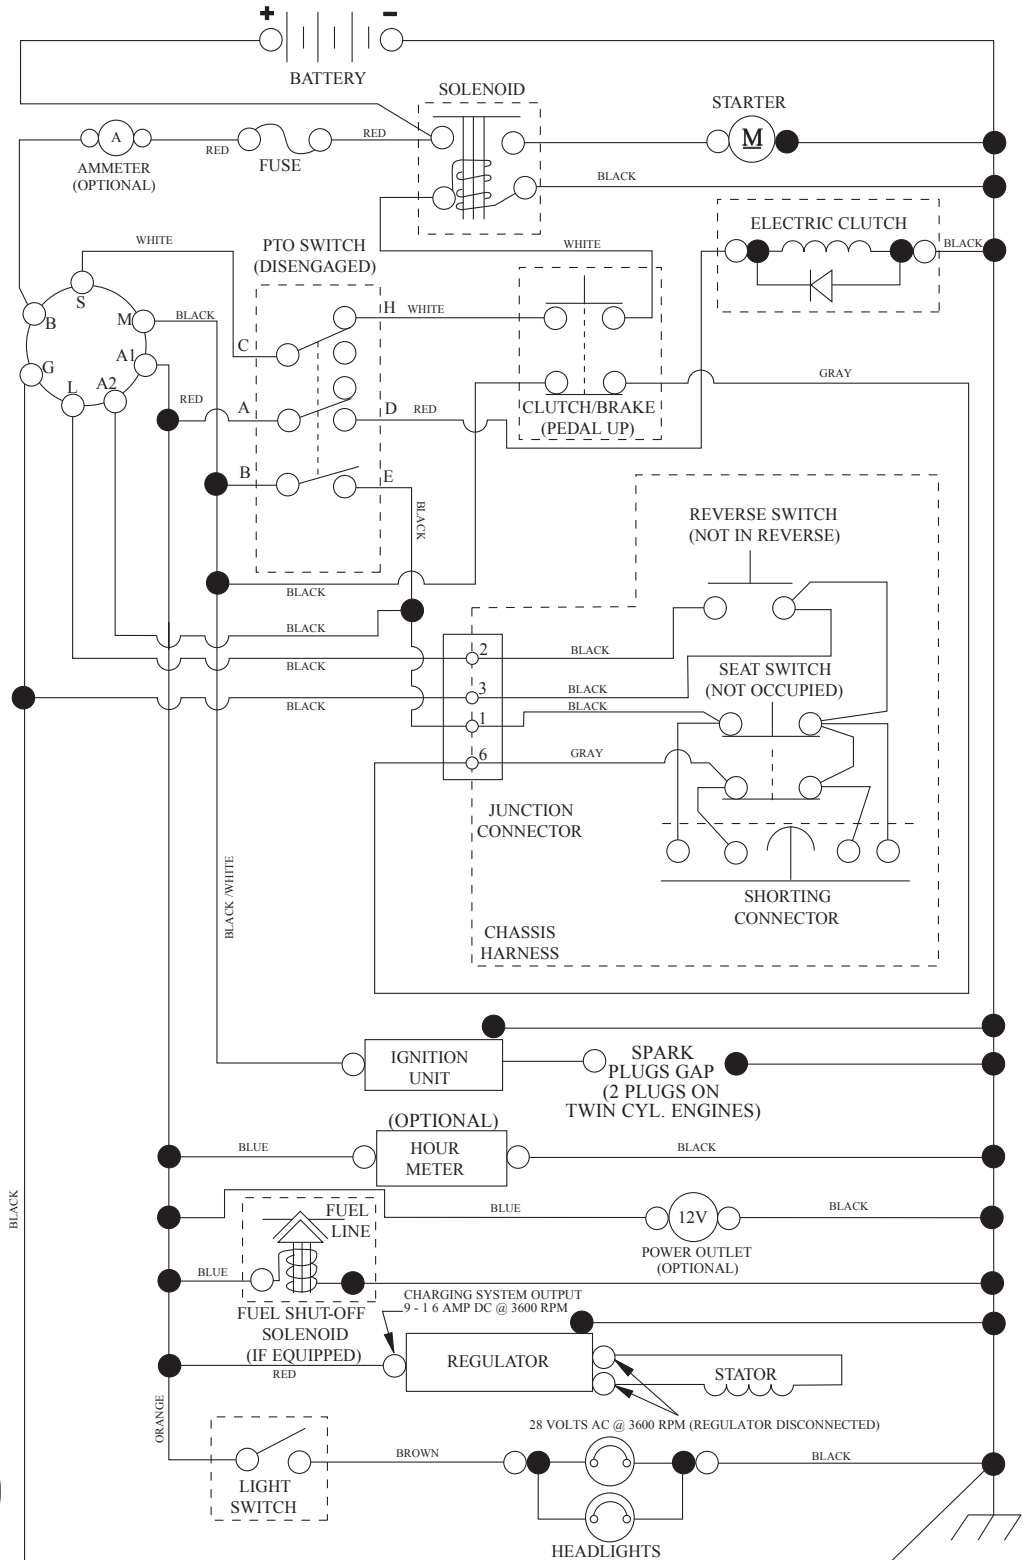 + -
BATTERY
SOLENOID
STARTER
A
RED
FUSE
RED
M
AMMETER
(OPTIONAL)
BLACK
WHITE
PTO SWITCH
(DISENGAGED)
WHITE
ELECTRIC CLUTCH
BLACK
S
B
M
BLACK
H
WHITE
G
A1
C
L
A2
RED
A
D
RED
CLUTCH/BRAKE
(PEDAL UP)
GRAY
B
E
BLACK
REVERSE SWITCH
(NOT IN REVERSE)
BLACK
BLACK
BLACK
2
BLACK
SEAT SWITCH
(NOT OCCUPIED)
BLACK
3
BLACK
BLACK
1
6
GRAY
JUNCTION
CONNECTOR
BLACK /WHITE
SHORTING
CONNECTOR
CHASSIS
HARNESS
IGNITION
UNIT
SPARK
PLUGS GAP
(2 PLUGS ON
TWIN CYL. ENGINES)
(OPTIONAL)
HOUR
METER
BLUE
BLACK
BLACK
FUEL
LINE
BLUE
12V
BLACK
POWER OUTLET
(OPTIONAL)
BLUE
FUEL SHUT-OFF
SOLENOID
(IF EQUIPPED)
CHARGING SYSTEM OUTPUT
9 - 1 6 AMP DC @ 3600 RPM
RED
REGULATOR
STATOR
ORANGE
28 VOLTS AC @ 3600 RPM (REGULATOR DISCONNECTED)
BROWN
BLACK
LIGHT
SWITCH
HEADLIGHTS